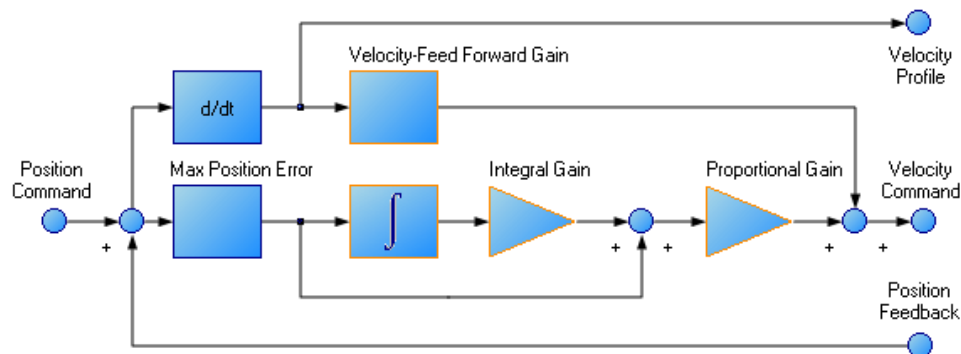 Velocity-Feed Forward Gain
Velocity
Profile
d/dt
Position
Command
Max Position Error
Integral Gain
Proportional Gain
Velocity
Command
∫
+
+
+
+
+
Position
Feedback